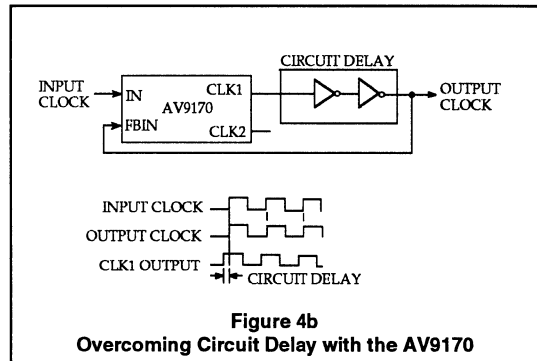 CIRCUIT DELAY
INPUT
CLOCK
IN
CLK1
AV9170
FBIN
CLK2
OUTPUT
CLOCK
INPUT CLOCK
OUTPUT CLOCK
CLK1 OUTPUT
CIRCUIT DELAY
Figure 4b
Overcoming Circuit Delay with the AV9170